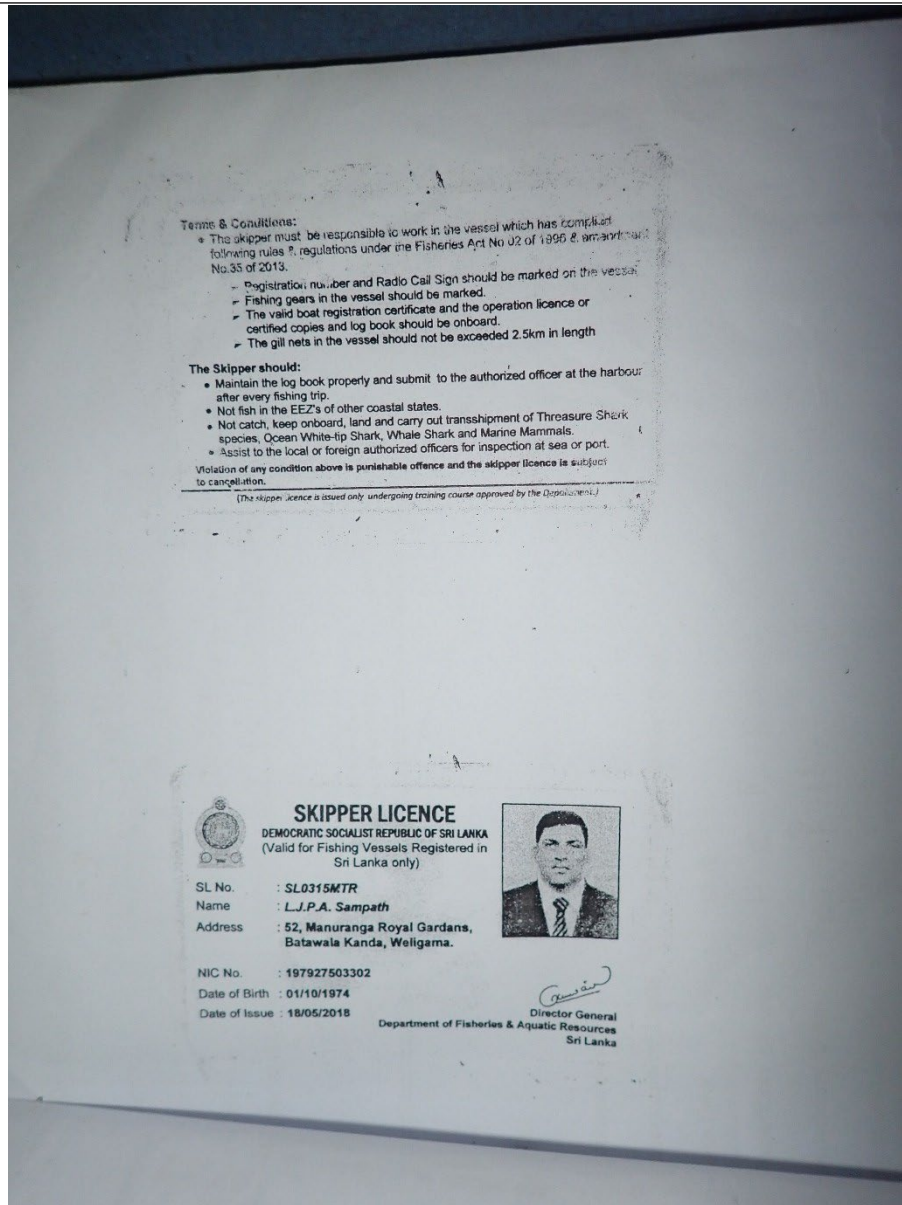 Terms & Conditions:
• The skipper must be responsible to work in the vessel which has complied
following rules & regulations under the Fisheries Act No 02 of 1996 & amendment
No.35 of 2013.
– Registration number and Radio Call Sign should be marked on the vessel
– Fishing gears in the vessel should be marked.
– The valid boat registration certificate and the operation licence or
certified copies and log book should be onboard.
– The gill nets in the vessel should not be exceeded 2.5km in length
The Skipper should:
• Maintain the log book properly and submit to the authorized officer at the harbour
after every fishing trip.
• Not fish in the EEZ's of other coastal states.
• Not catch, keep onboard, land and carry out transshipment of Threasure Shark
species, Ocean White-tip Shark, Whale Shark and Marine Mammals.
• Assist to the local or foreign authorized officers for inspection at sea or port.
Violation of any condition above is punishable offence and the skipper licence is subject
to cancellation.
(The skipper licence is issued only undergoing training course approved by the Department.)
SKIPPER LICENCE
DEMOCRATIC SOCIALIST REPUBLIC OF SRI LANKA
(Valid for Fishing Vessels Registered in
Sri Lanka only)
SL No. : SL0315MTR
Name : L.J.P.A. Sampath
Address : 52, Manuranga Royal Gardans,
Batawala Kanda, Weligama.
NIC No. : 197927503302
Date of Birth : 01/10/1974
Date of Issue : 18/05/2018
Director General
Department of Fisheries & Aquatic Resources
Sri Lanka